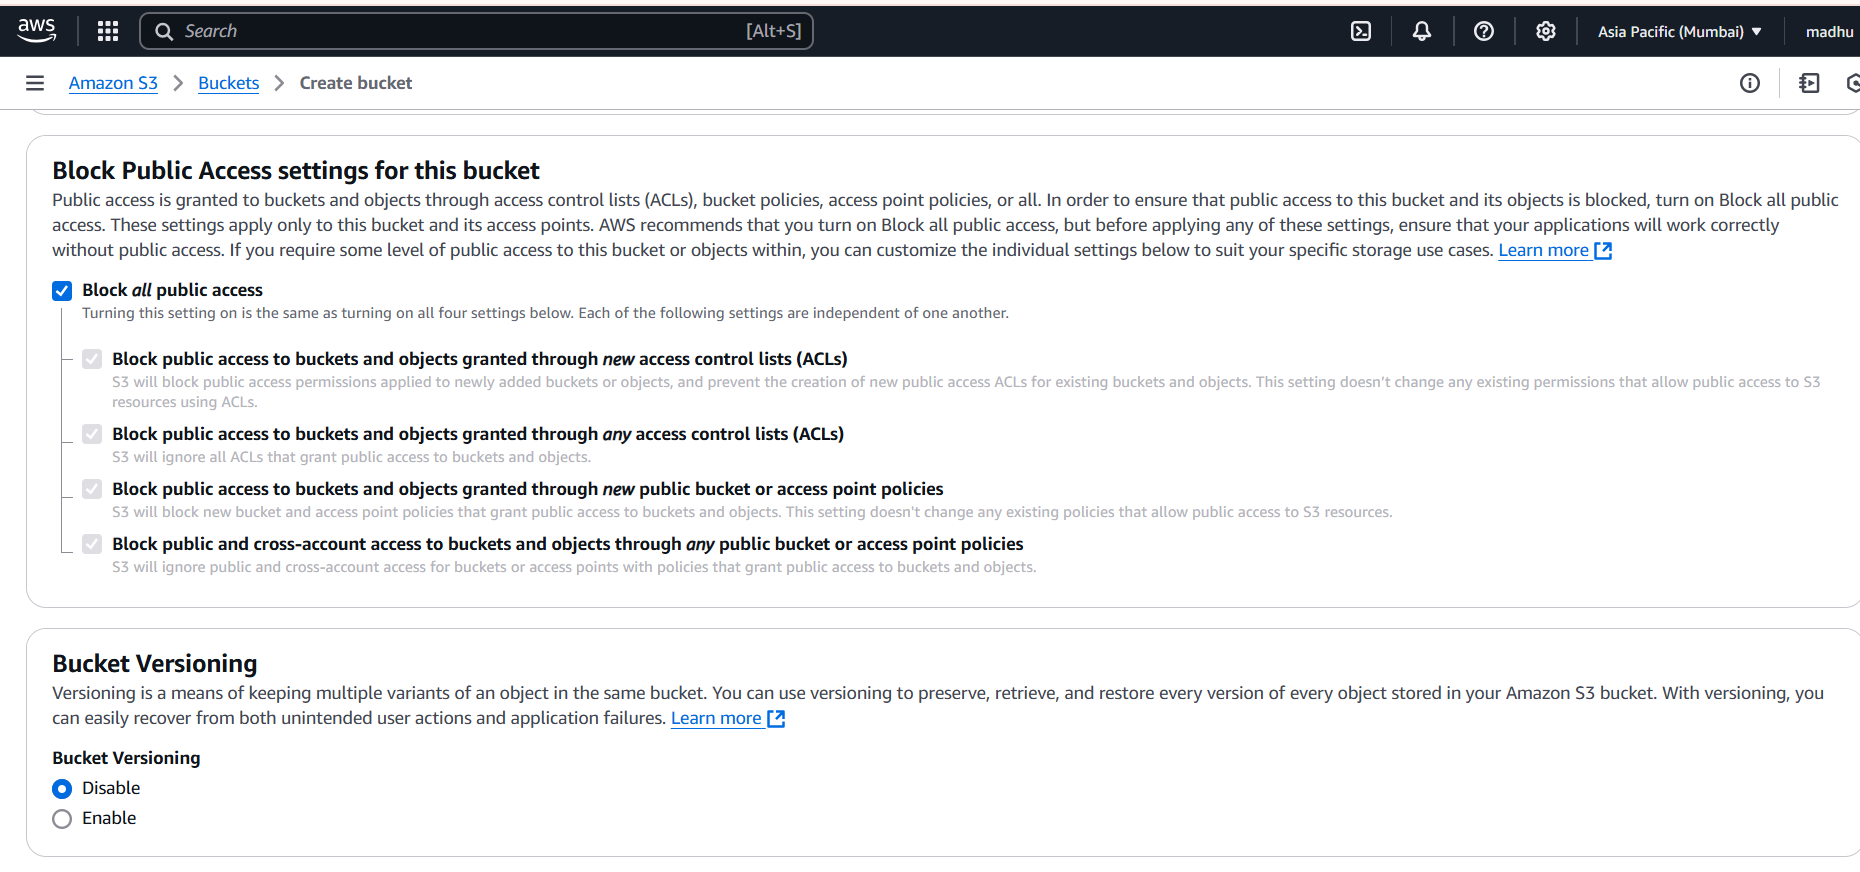 aws
Search [Alt+S]
Asia Pacific (Mumbai) madhu
Amazon S3 Buckets Create bucket
Block Public Access settings for this bucket
Public access is granted to buckets and objects through access control lists (ACLs), bucket policies, access point policies, or all. In order to ensure that public access to this bucket and its objects is blocked, turn on Block all public
access. These settings apply only to this bucket and its access points. AWS recommends that you turn on Block all public access, but before applying any of these settings, ensure that your applications will work correctly
without public access. If you require some level of public access to this bucket or objects within, you can customize the individual settings below to suit your specific storage use cases. Learn more
Block all public access
Turning this setting on is the same as turning on all four settings below. Each of the following settings are independent of one another.
Block public access to buckets and objects granted through new access control lists (ACLs)
S3 will block public access permissions applied to newly added buckets or objects, and prevent the creation of new public access ACLs for existing buckets and objects. This setting doesn't change any existing permissions that allow public access to S3
resources using ACLs.
Block public access to buckets and objects granted through any access control lists (ACLs)
S3 will ignore all ACLs that grant public access to buckets and objects.
Block public access to buckets and objects granted through new public bucket or access point policies
S3 will block new bucket and access point policies that grant public access to buckets and objects. This setting doesn't change any existing policies that allow public access to S3 resources.
Block public and cross-account access to buckets and objects through any public bucket or access point policies
S3 will ignore public and cross-account access for buckets or access points with policies that grant public access to buckets and objects.
Bucket Versioning
Versioning is a means of keeping multiple variants of an object in the same bucket. You can use versioning to preserve, retrieve, and restore every version of every object stored in your Amazon S3 bucket. With versioning, you
can easily recover from both unintended user actions and application failures. Learn more
Bucket Versioning
Disable
Enable